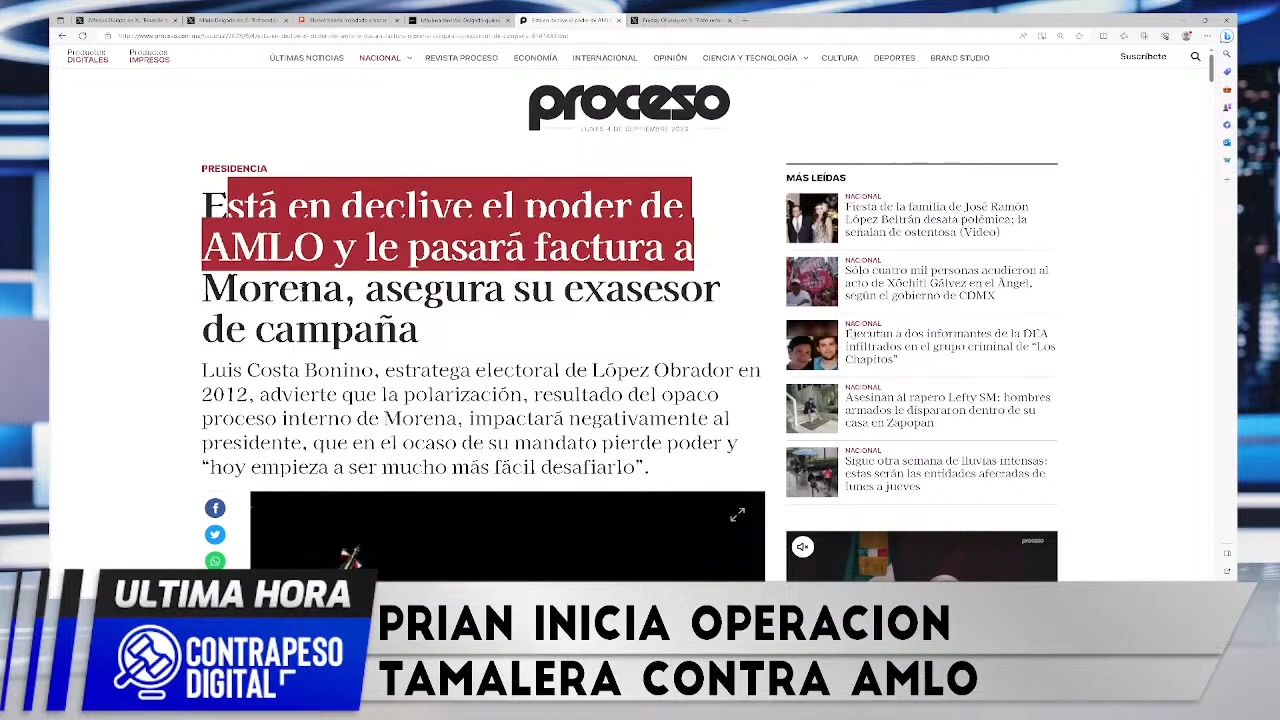 Productos
DIGITALES
Productos
IMPRESOS
ÚLTIMAS NOTICIAS
NACIONAL
REVISTA PROCESO
ECONOMÍA
INTERNACIONAL
OPINIÓN
CIENCIA Y TECNOLOGÍA
CULTURA
DEPORTES
BRAND STUDIO
Suscríbete
proceso
LUNES 4 DE SEPTIEMBRE 2023
PRESIDENCIA
Está en declive el poder de
AMLO y le pasará factura a
Morena, asegura su exasesor
de campaña
Luis Costa Bonino, estratega electoral de López Obrador en
2012, advierte que la polarización, resultado del opaco
proceso interno de Morena, impactará negativamente al
presidente, que en el ocaso de su mandato pierde poder y
“hoy empieza a ser mucho más fácil desafiarlo”.
MÁS LEÍDAS
NACIONAL
Fiesta de la familia de José Ramón
López Beltrán desata polémica; la
señalan de ostentosa (Video)
NACIONAL
Sólo cuatro mil personas acudieron al
acto de Xóchitl Gálvez en el Ángel,
según el gobierno de CDMX
NACIONAL
Ejecutan a dos informantes de la DEA
infiltrados en el grupo criminal de “Los
Chapitos”
NACIONAL
Asesinan al rapero Lefty SM: hombres
armados le dispararon dentro de su
casa en Zapopan
NACIONAL
Sigue otra semana de lluvias intensas:
estas serán las entidades afectadas de
lunes a jueves
proceso
ULTIMA HORA
CONTRAPESO
DIGITAL
PRIAN INICIA OPERACION
TAMALERA CONTRA AMLO